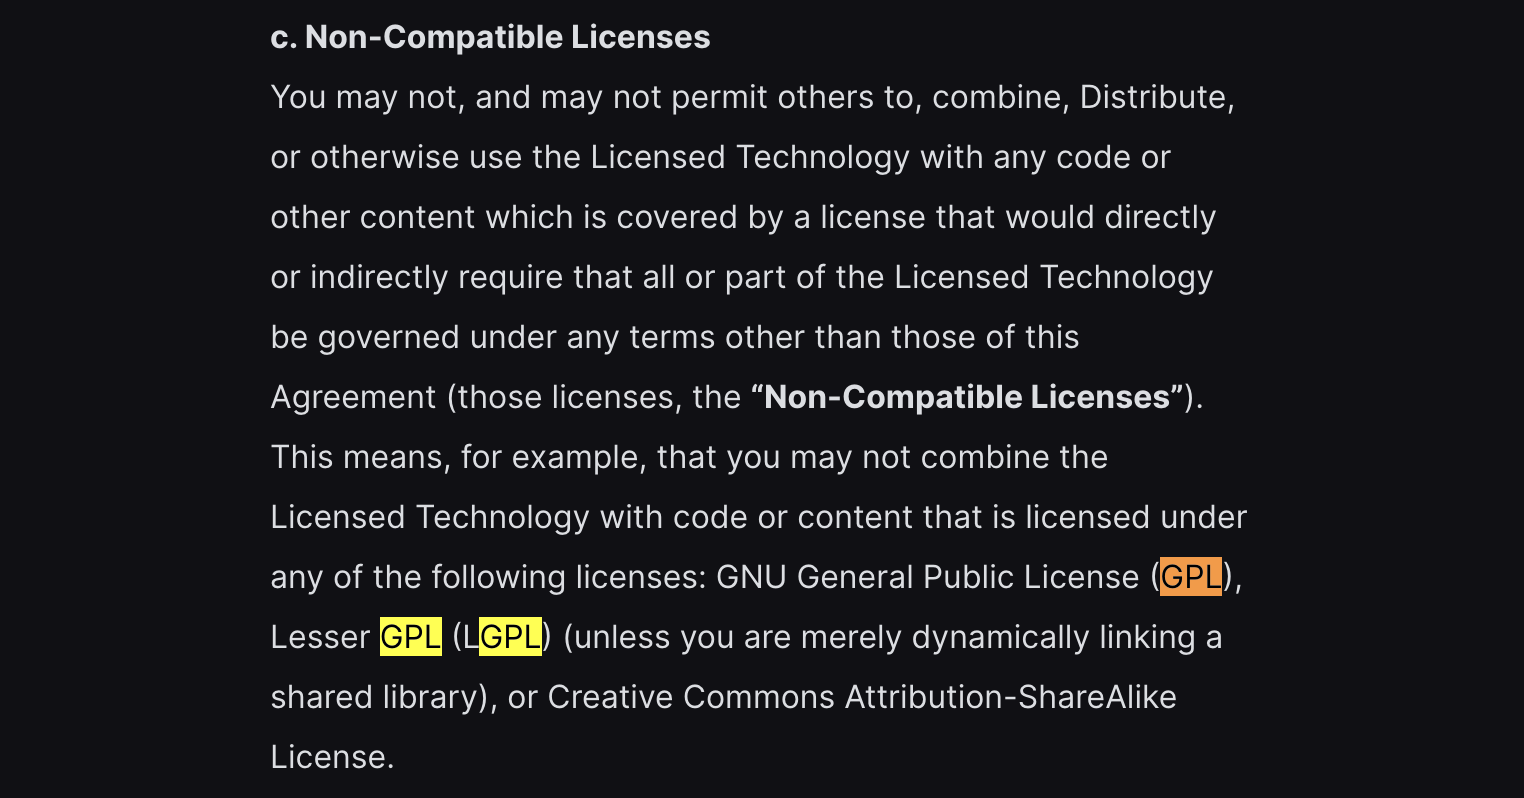 c. Non-Compatible Licenses
You may not, and may not permit others to, combine, Distribute,
or otherwise use the Licensed Technology with any code or
other content which is covered by a license that would directly
or indirectly require that all or part of the Licensed Technology
be governed under any terms other than those of this
Agreement (those licenses, the “Non-Compatible Licenses”).
This means, for example, that you may not combine the
Licensed Technology with code or content that is licensed under
any of the following licenses: GNU General Public License (GPL),
Lesser GPL (LGPL) (unless you are merely dynamically linking a
shared library), or Creative Commons Attribution-ShareAlike
License.